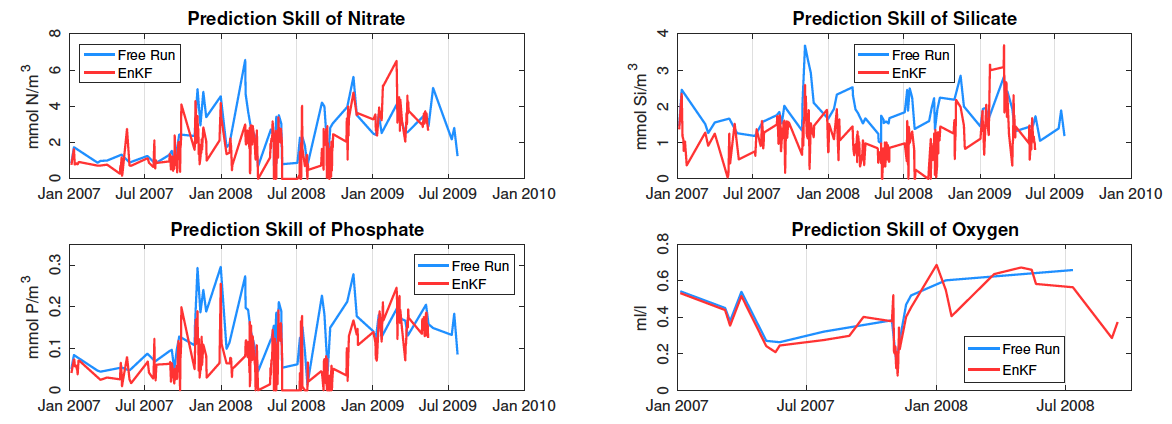 Prediction Skill of Nitrate
mmol N/m 3
8
6
4
2
0
Free Run
EnKF
Jan 2007 Jul 2007 Jan 2008 Jul 2008 Jan 2009 Jul 2009 Jan 2010
Prediction Skill of Silicate
mmol Si/m 3
4
3
2
1
0
Free Run
EnKF
Jan 2007 Jul 2007 Jan 2008 Jul 2008 Jan 2009 Jul 2009 Jan 2010
Prediction Skill of Phosphate
mmol P/m 3
0.3
0.2
0.1
0
Free Run
EnKF
Jan 2007 Jul 2007 Jan 2008 Jul 2008 Jan 2009 Jul 2009 Jan 2010
Prediction Skill of Oxygen
ml/l
0.8
0.6
0.4
0.2
0
Free Run
EnKF
Jan 2007 Jul 2007 Jan 2008 Jul 2008